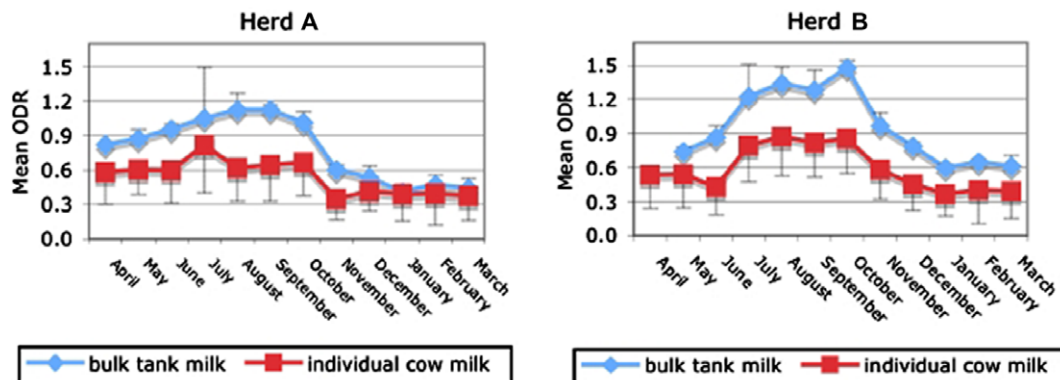 Herd A
Mean ODR
1.5
1.2
0.9
0.6
0.3
0.0
April
May
June
July
August
September
October
November
December
January
February
March
bulk tank milk individual cow milk
Herd B
Mean ODR
1.5
1.2
0.9
0.6
0.3
0.0
April
May
June
July
August
September
October
November
December
January
February
March
bulk tank milk individual cow milk